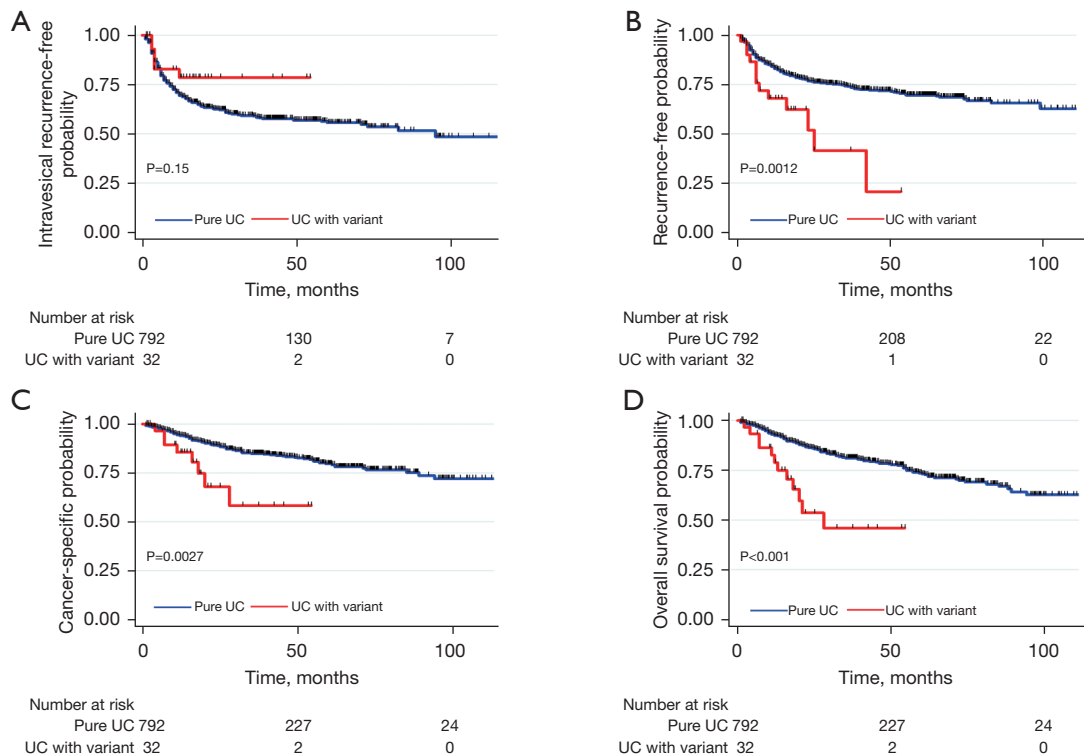 A
Intravesical recurrence-free
probability
1.00
0.75
0.50
0.25
0.00
P=0.15
Pure UC UC with variant
0 50 100
Time, months
Number at risk
Pure UC 792 130 7
UC with variant 32 2 0
B
Recurrence-free probability
1.00
0.75
0.50
0.25
0.00
P=0.0012
Pure UC UC with variant
0 50 100
Time, months
Number at risk
Pure UC 792 208 22
UC with variant 32 1 0
C
Cancer-specific probability
1.00
0.75
0.50
0.25
0.00
P=0.0027
Pure UC UC with variant
0 50 100
Time, months
Number at risk
Pure UC 792 227 24
UC with variant 32 2 0
D
Overall survival probability
1.00
0.75
0.50
0.25
0.00
P<0.001
Pure UC UC with variant
0 50 100
Time, months
Number at risk
Pure UC 792 227 24
UC with variant 32 2 0